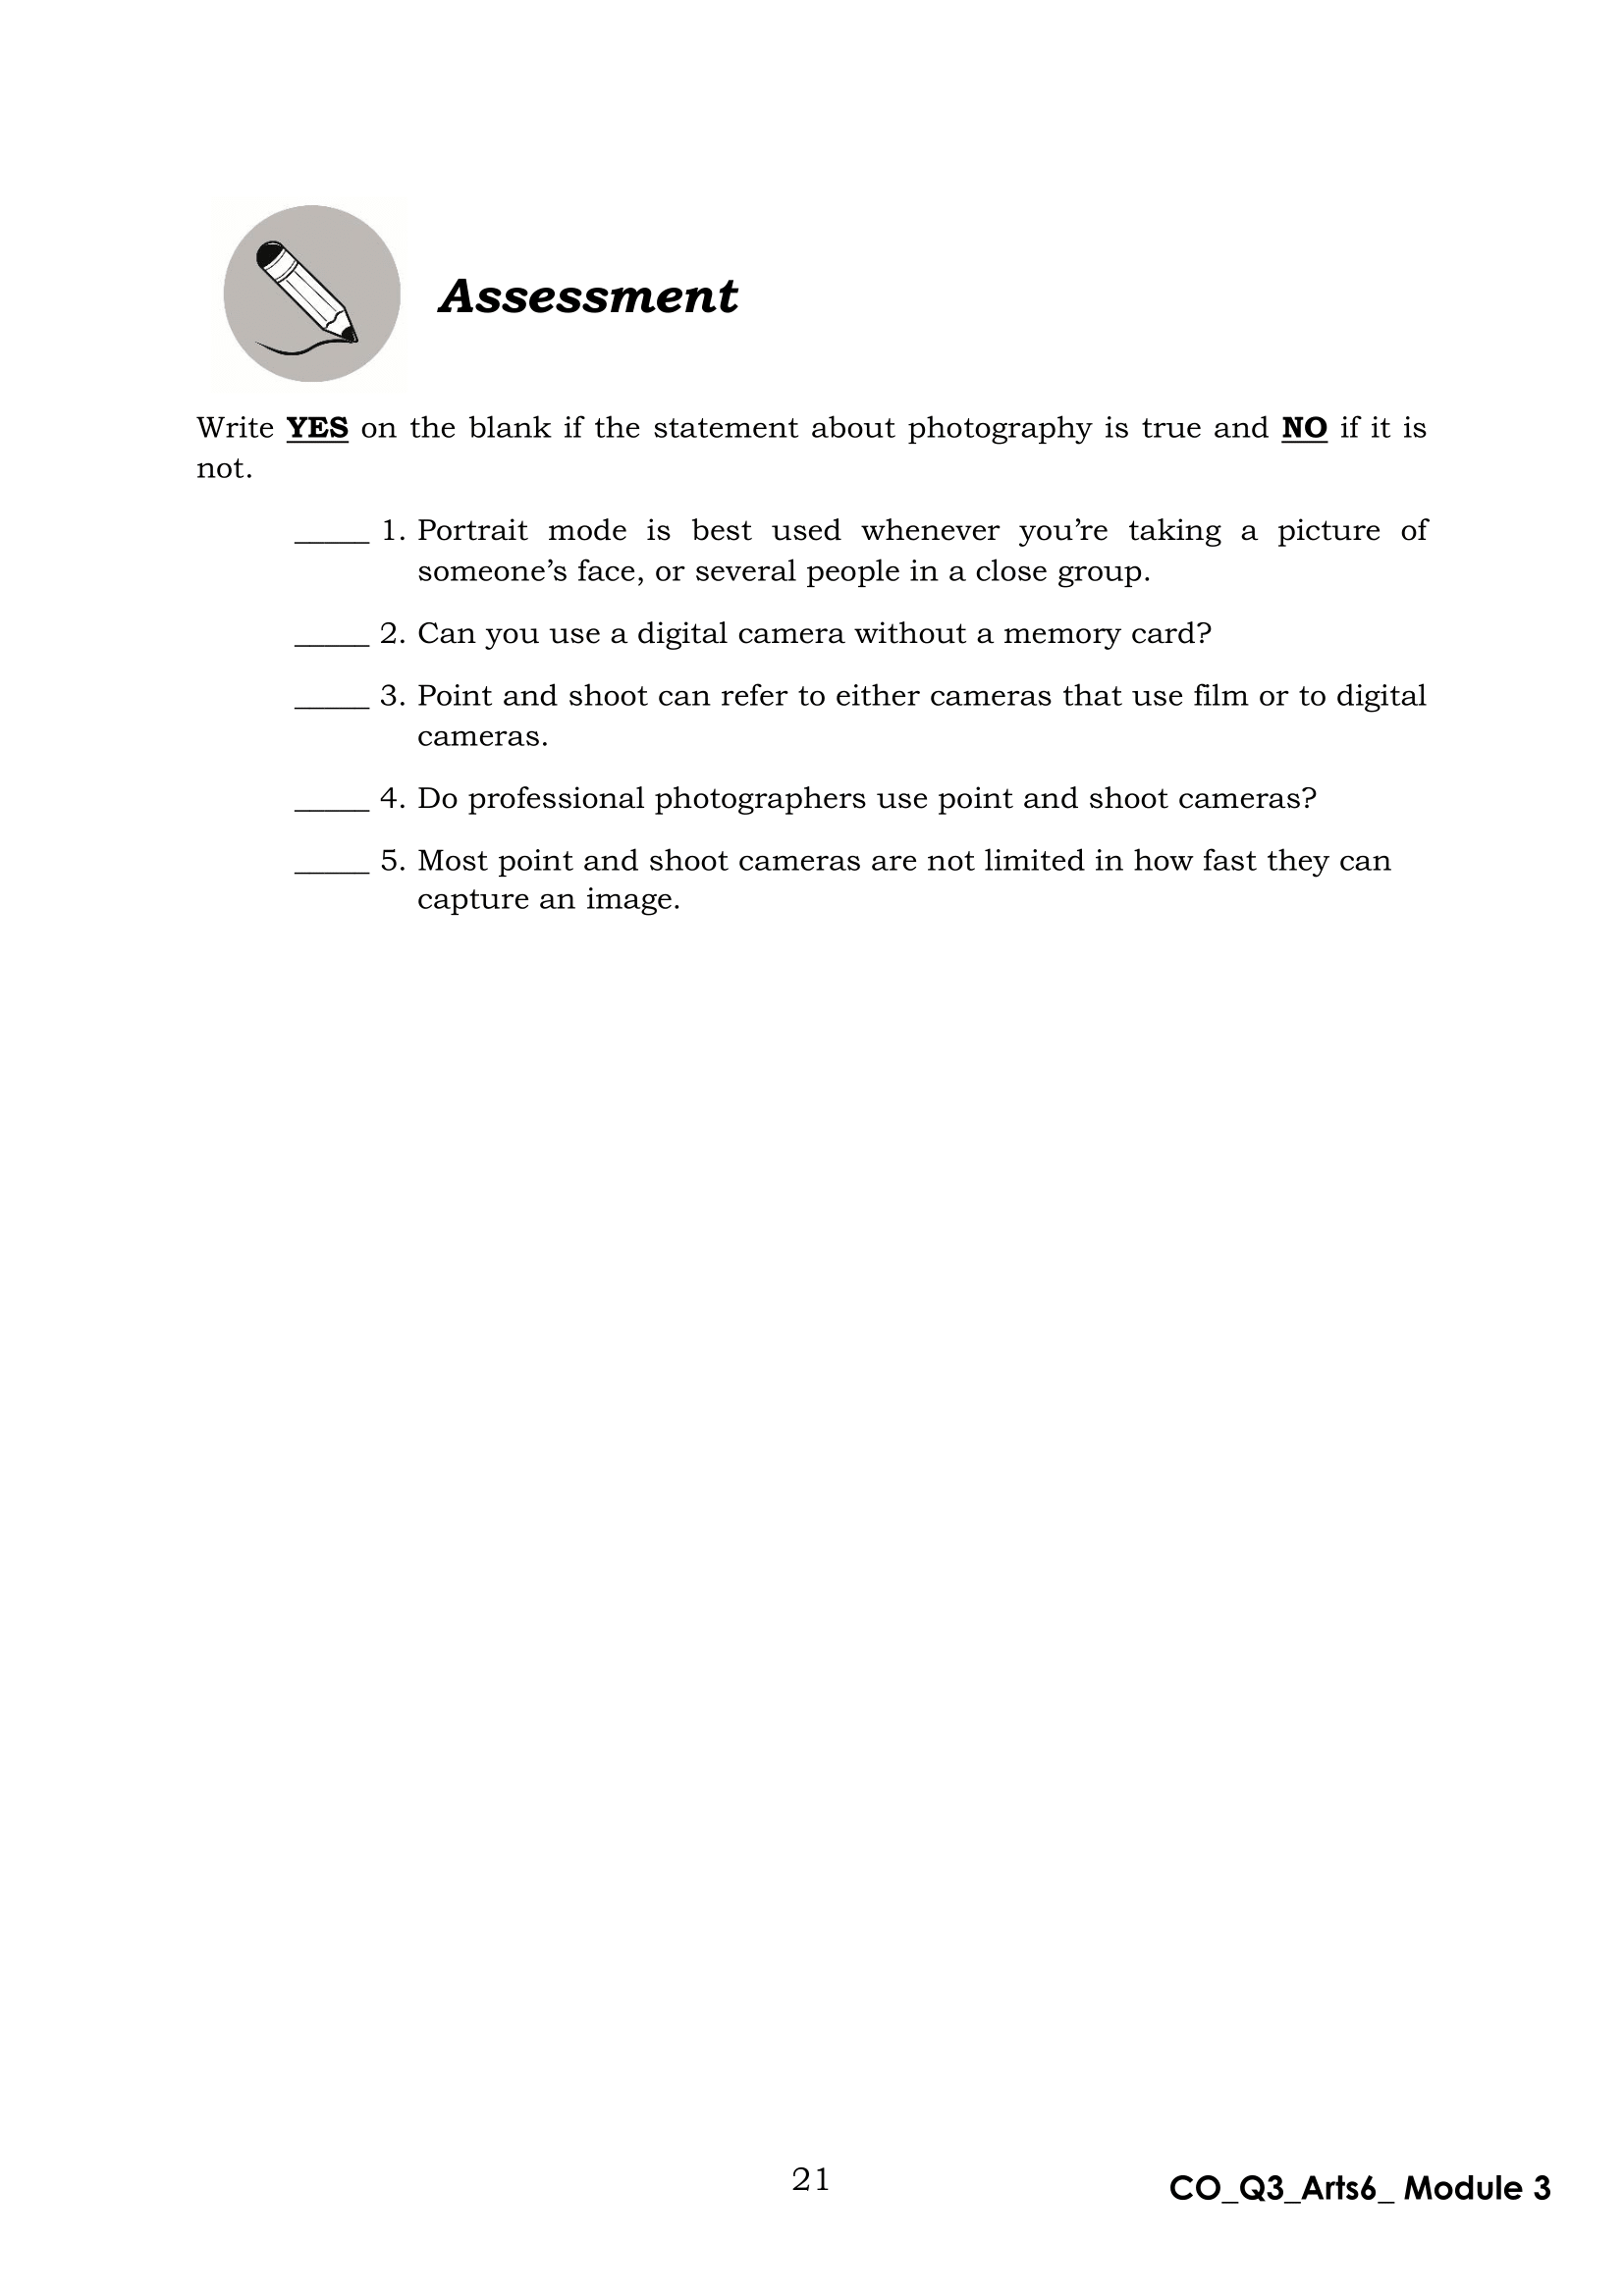 Assessment
Write YES on the blank if the statement about photography is true and NO if it is
not.
_____ 1. Portrait mode is best used whenever you’re taking a picture of
someone’s face, or several people in a close group.
_____ 2. Can you use a digital camera without a memory card?
_____ 3. Point and shoot can refer to either cameras that use film or to digital
cameras.
_____ 4. Do professional photographers use point and shoot cameras?
_____ 5. Most point and shoot cameras are not limited in how fast they can
capture an image.
21
CO_Q3_Arts6_ Module 3